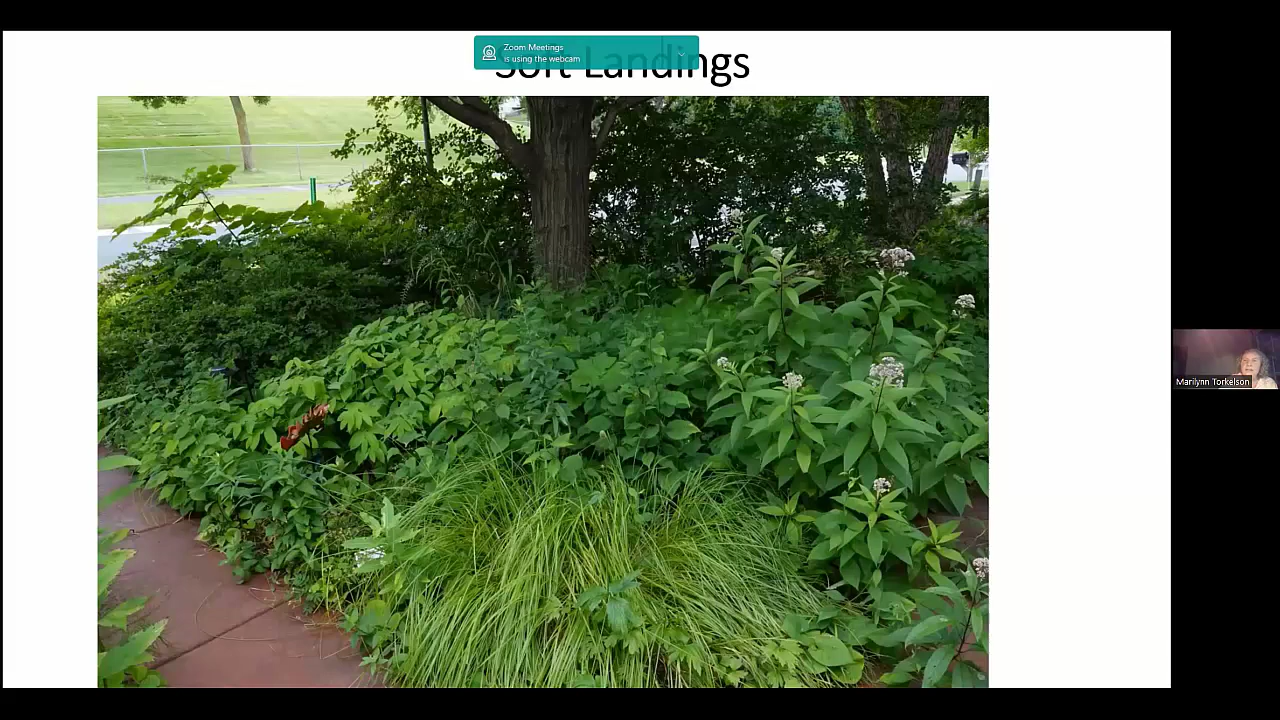 Zoom Meetings
is using the webcam
Soft Landings
Marilynn Torkelson